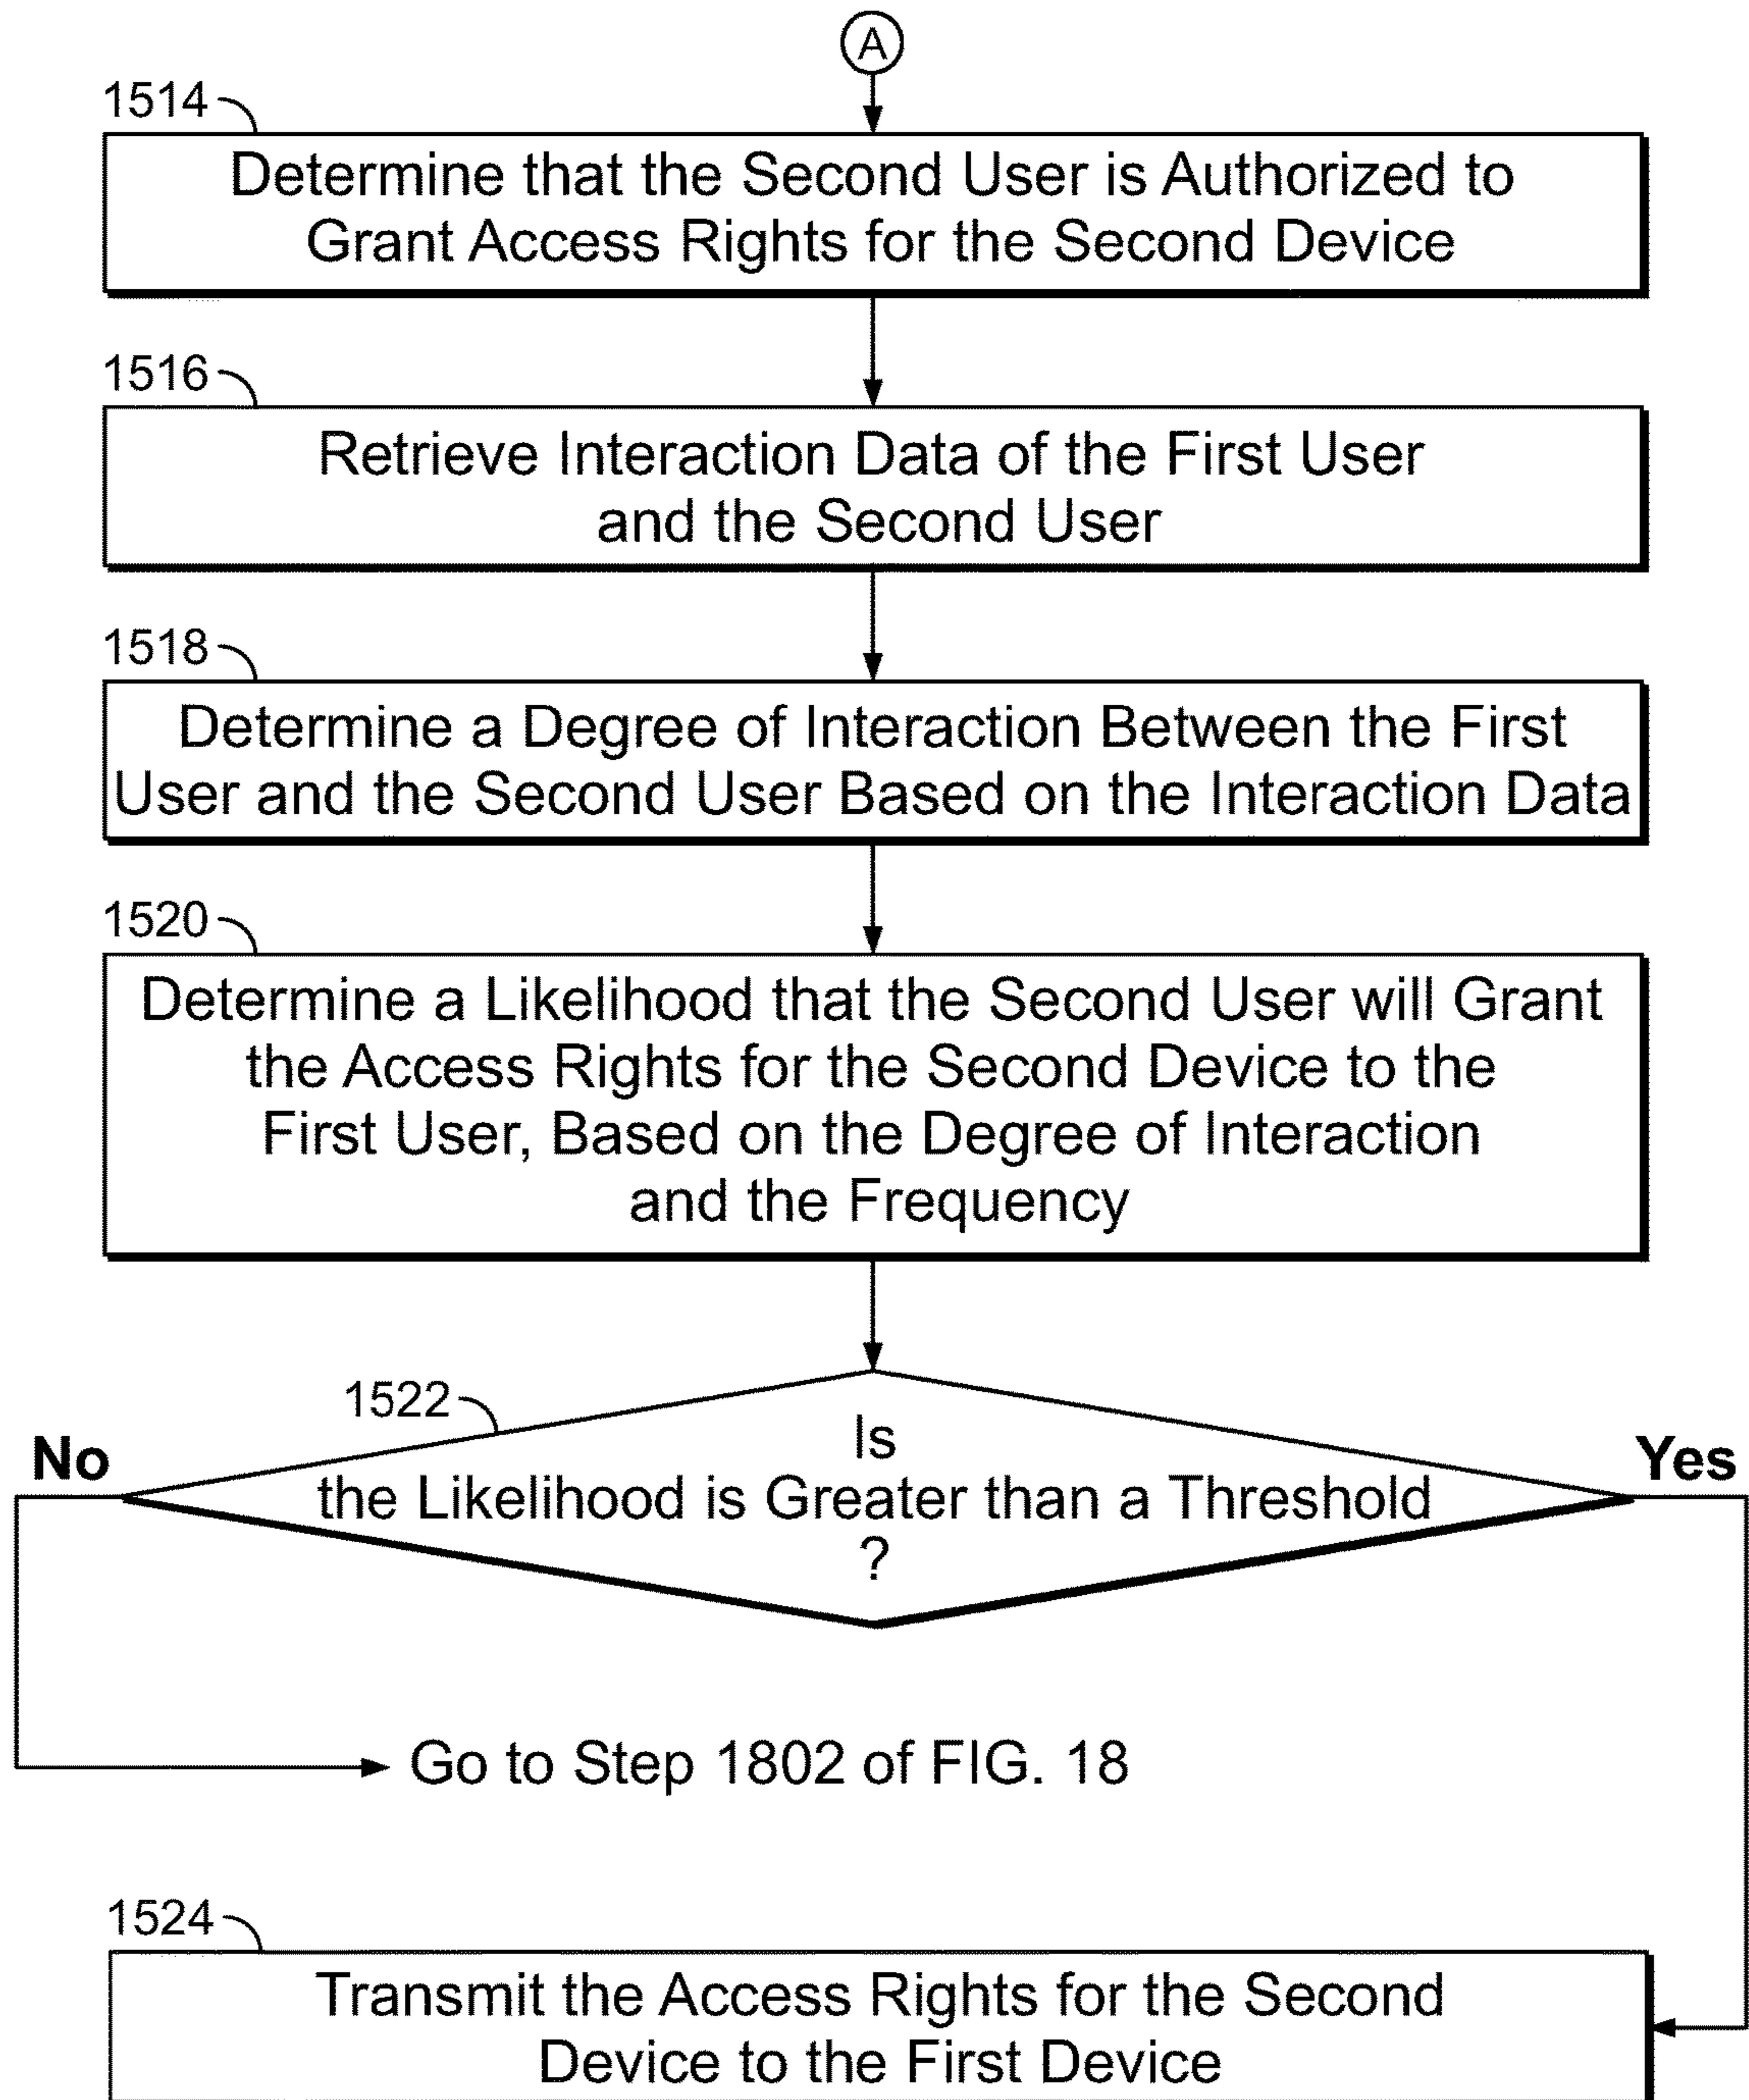 A
1514
Determine that the Second User is Authorized to
Grant Access Rights for the Second Device
1516
Retrieve Interaction Data of the First User
and the Second User
1518
Determine a Degree of Interaction Between the First
User and the Second User Based on the Interaction Data
1520
Determine a Likelihood that the Second User will Grant
the Access Rights for the Second Device to the
First User, Based on the Degree of Interaction
and the Frequency
1522
No
Is
the Likelihood is Greater than a Threshold
?
Yes
Go to Step 1802 of FIG. 18
1524
Transmit the Access Rights for the Second
Device to the First Device